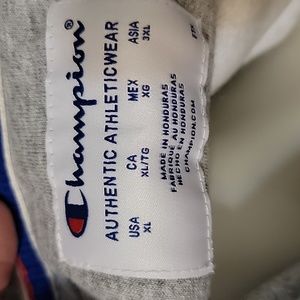 Champion
AUTHENTIC ATHLETICWEAR
USA CA MEX ASIA
XL XL/TG XG 3XL
MADE IN HONDURAS
FABRIQUÉ AU HONDURAS
HECHO EN HONDURAS
CHAMPION.COM